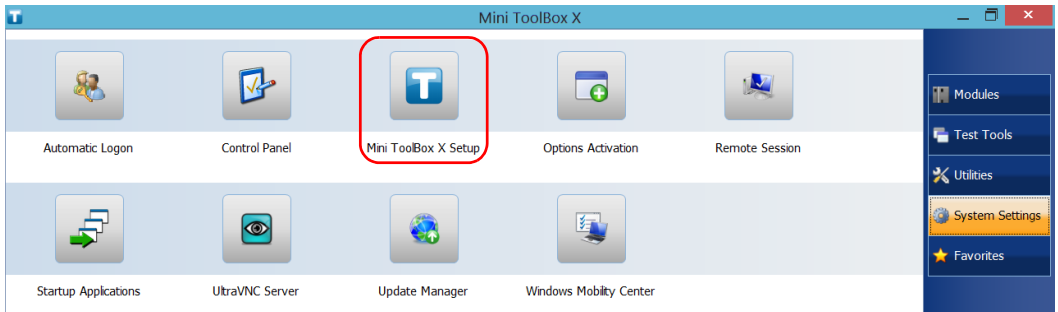 T
Mini ToolBox X
T
Automatic Logon
Control Panel
Mini ToolBox X Setup
Options Activation
Remote Session
Startup Applications
UltraVNC Server
Update Manager
Windows Mobility Center
Modules
Test Tools
Utilities
System Settings
Favorites